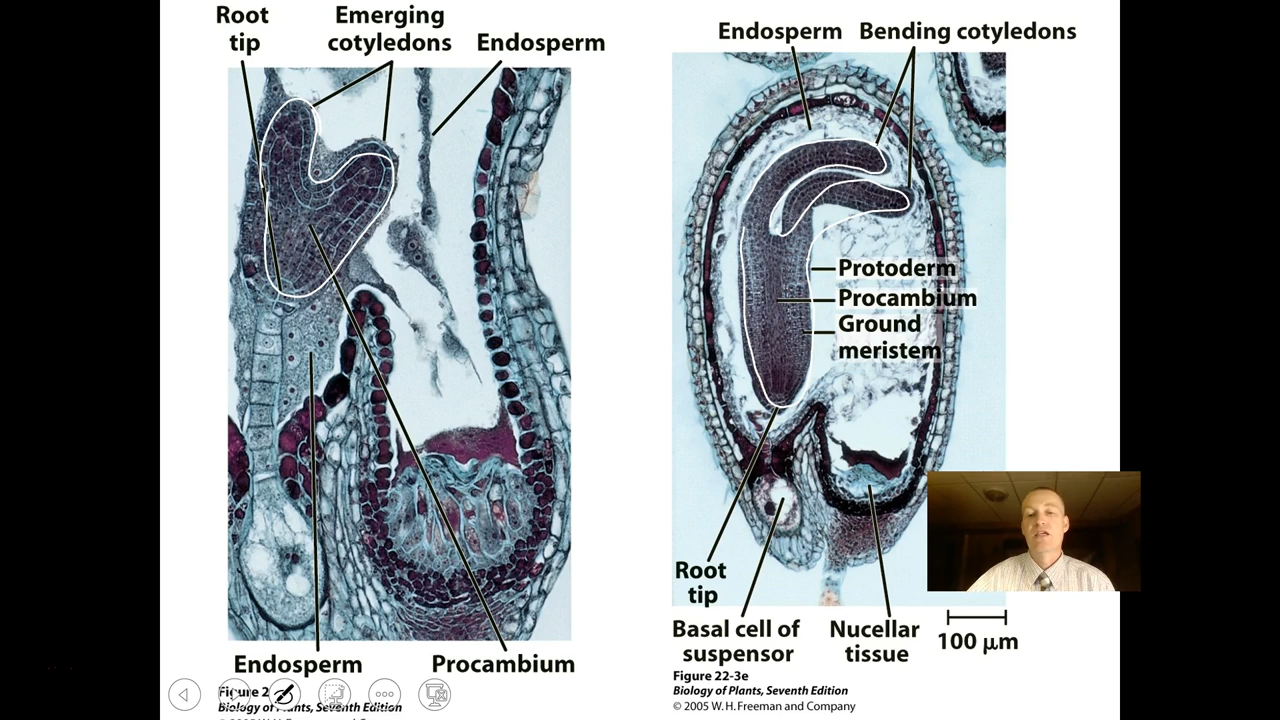 Root
tip
Emerging
cotyledons
Endosperm
Endosperm
Procambium
Figure 2
Biology of Plants, Seventh Edition
Endosperm
Bending cotyledons
Protoderm
Procambium
Ground
meristem
Root
tip
Basal cell of
suspensor
Nucellar
tissue
100 μm
Figure 22-3e
Biology of Plants, Seventh Edition
© 2005 W. H. Freeman and Company